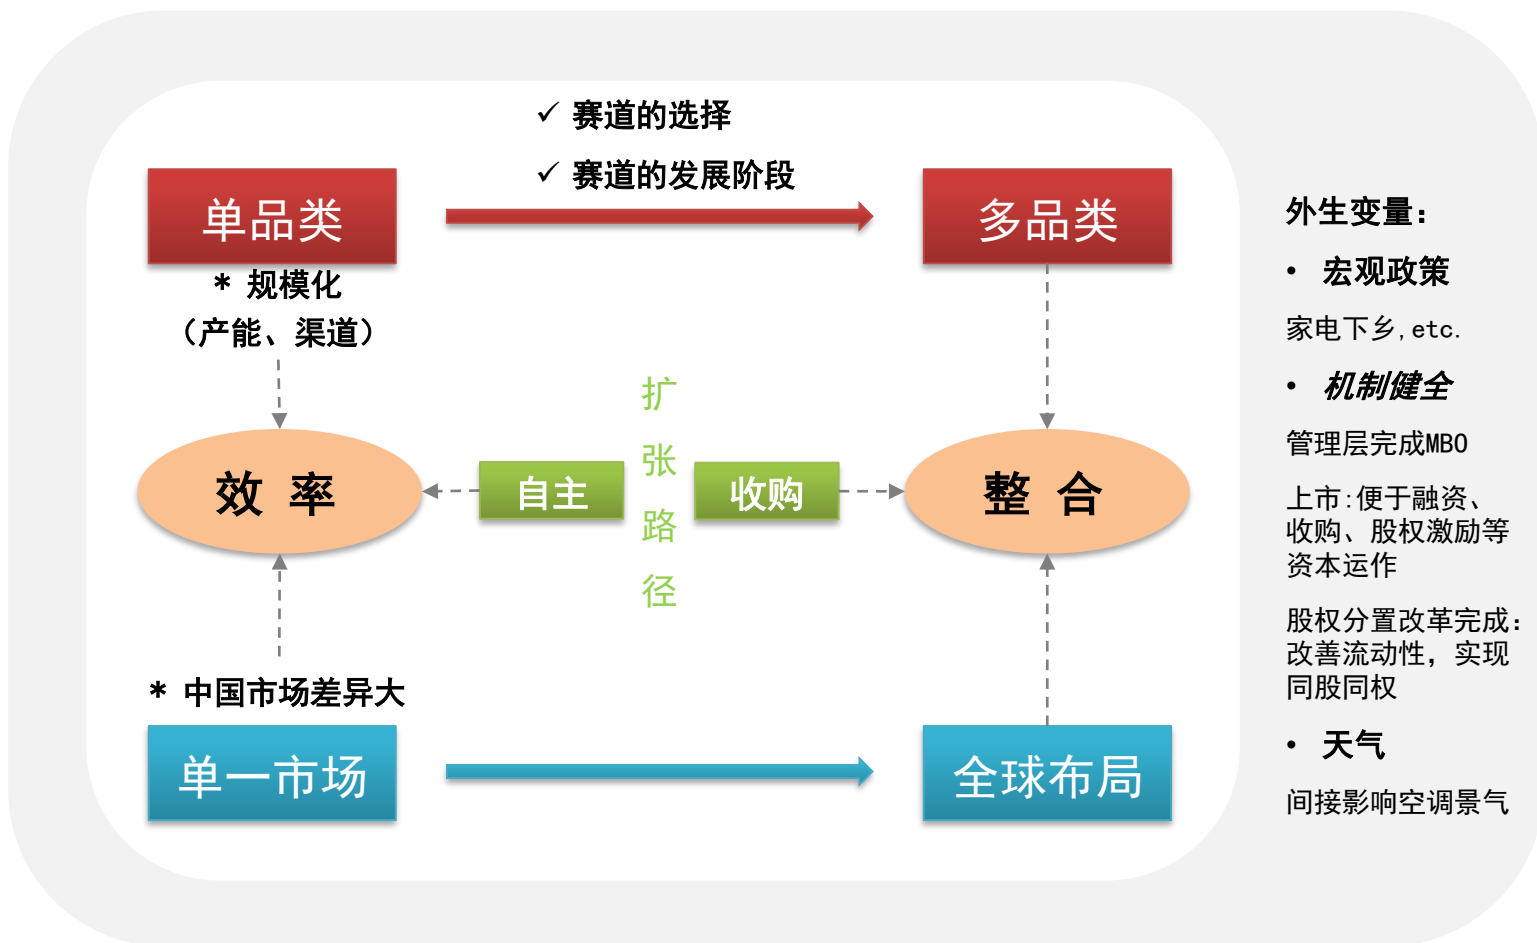 ✓ 赛道的选择
✓ 赛道的发展阶段
单品类
多品类
* 规模化
（产能、渠道）
扩
张
路
径
效 率
自主
收购
整 合
* 中国市场差异大
单一市场
全球布局
外生变量：
• 宏观政策
家电下乡,etc.
• 机制健全
管理层完成MBO
上市:便于融资、
收购、股权激励等
资本运作
股权分置改革完成：
改善流动性，实现
同股同权
• 天气
间接影响空调景气